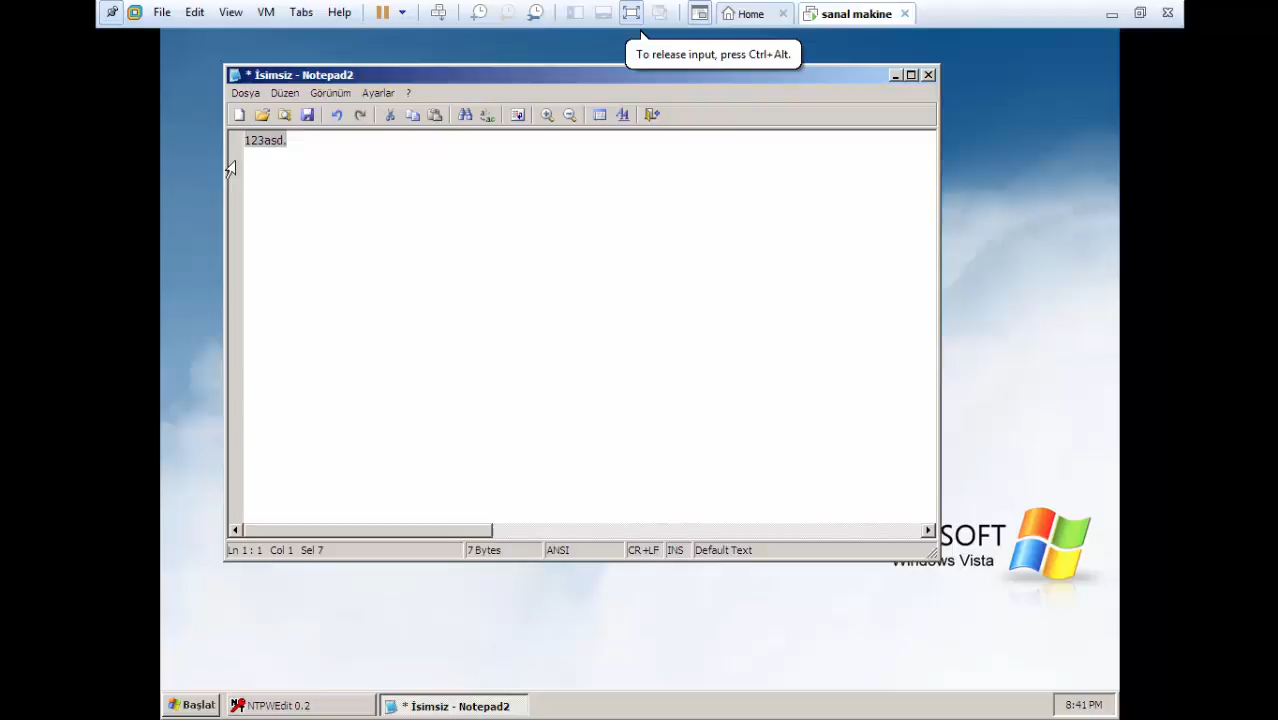 File Edit View VM Tabs Help Home sanal makine
To release input, press Ctrl+Alt.
* İsimsiz - Notepad2
Dosya Düzen Görünüm Ayarlar ?
123asd.
SOFT
Windows Vista
Ln 1 : 1 Col 1 Sel 7 7 Bytes ANSI CR+LF INS Default Text
Başlat NTPWEdit 0.2 * İsimsiz - Notepad2 8:41 PM